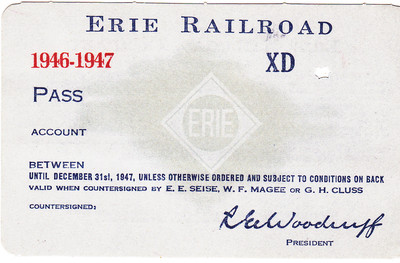 ERIE RAILROAD
1946-1947 XD
PASS
ERIE
ACCOUNT
BETWEEN
UNTIL DECEMBER 31st, 1947, UNLESS OTHERWISE ORDERED AND SUBJECT TO CONDITIONS ON BACK
VALID WHEN COUNTERSIGNED BY E. E. SEISE, W. F. MAGEE OR G. H. CLUSS
COUNTERSIGNED:
R E Woodruff
PRESIDENT